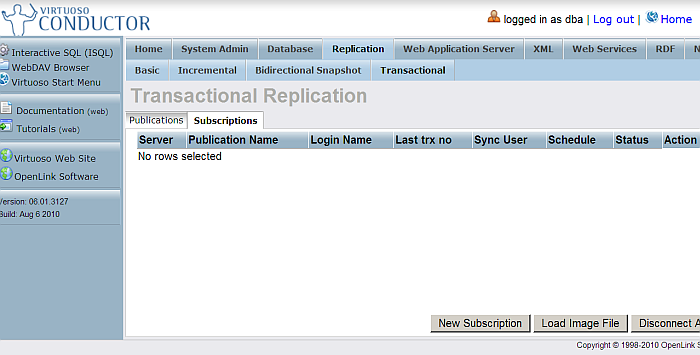 VIRTUOSO
CONDUCTOR
logged in as dba | Log out | Home
Interactive SQL (ISQL)
WebDAV Browser
Virtuoso Start Menu
Documentation (web)
Tutorials (web)
Virtuoso Web Site
OpenLink Software
Version: 06.01.3127
Build: Aug 6 2010
Home System Admin Database Replication Web Application Server XML Web Services RDF N
Basic Incremental Bidirectional Snapshot Transactional
Transactional Replication
Publications Subscriptions
Server Publication Name Login Name Last trx no Sync User Schedule Status Action
No rows selected
New Subscription Load Image File Disconnect A
Copyright © 1998-2010 OpenLink S